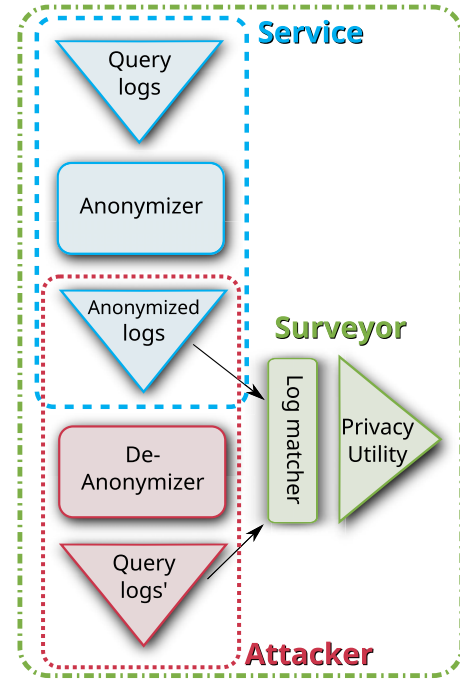 Service
Query
logs
Anonymizer
Anonymized
logs
Surveyor
Log matcher
Privacy
Utility
De-
Anonymizer
Query
logs'
Attacker